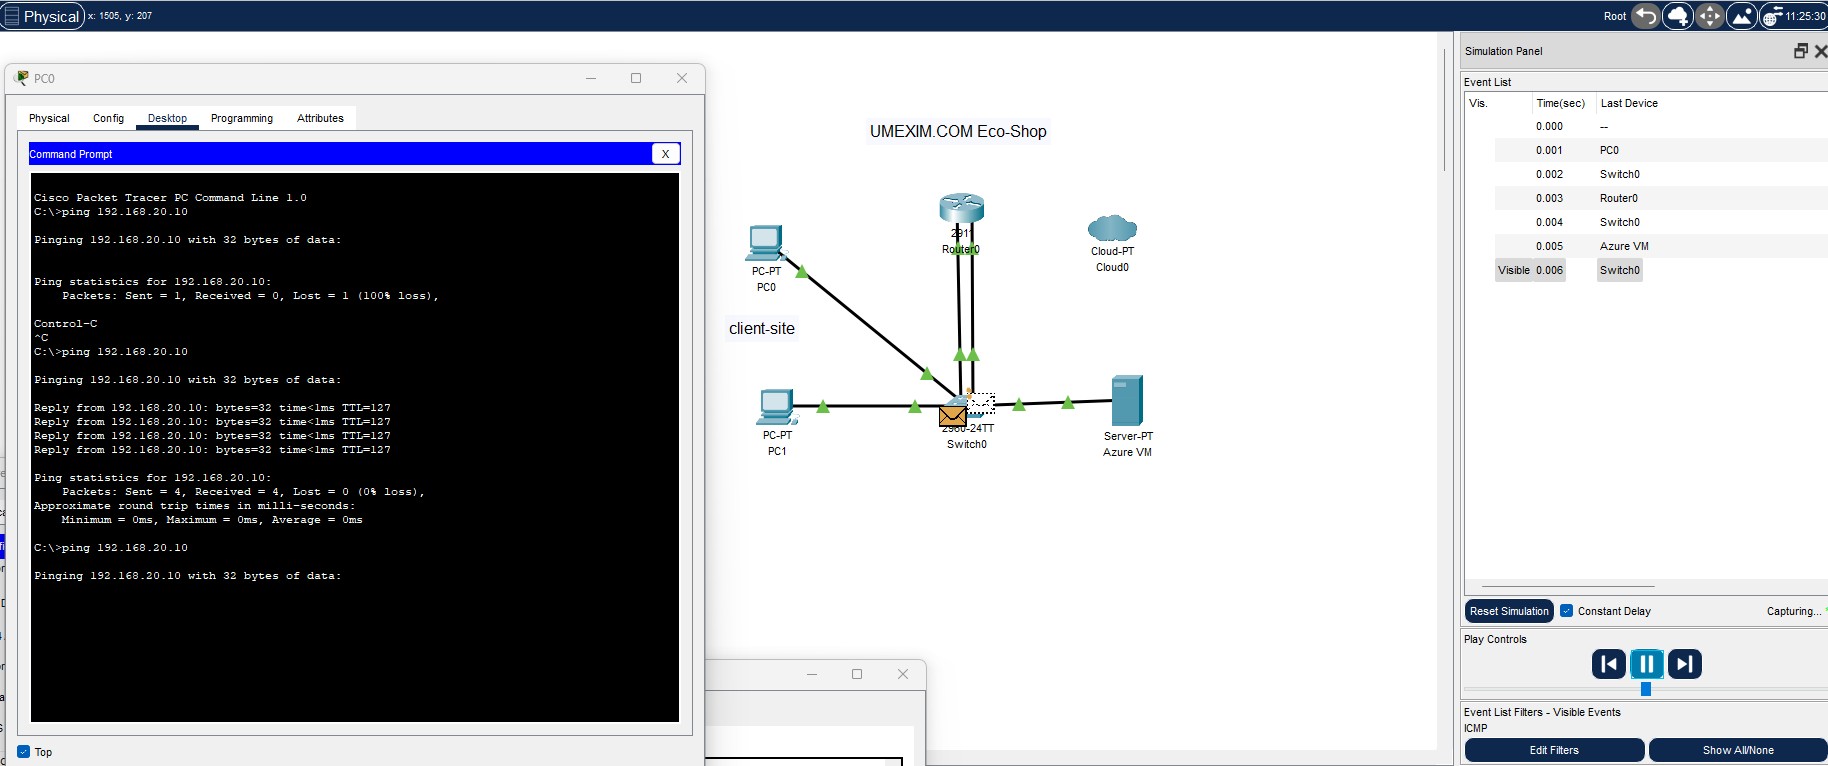 Physical x: 1505, y: 207
Root 11:25:30
PC0
Physical Config Desktop Programming Attributes
Command Prompt X
Cisco Packet Tracer PC Command Line 1.0
C:\>ping 192.168.20.10
Pinging 192.168.20.10 with 32 bytes of data:
Ping statistics for 192.168.20.10:
Packets: Sent = 1, Received = 0, Lost = 1 (100% loss),
Control-C
^C
C:\>ping 192.168.20.10
Pinging 192.168.20.10 with 32 bytes of data:
Reply from 192.168.20.10: bytes=32 time<1ms TTL=127
Reply from 192.168.20.10: bytes=32 time<1ms TTL=127
Reply from 192.168.20.10: bytes=32 time<1ms TTL=127
Reply from 192.168.20.10: bytes=32 time<1ms TTL=127
Ping statistics for 192.168.20.10:
Packets: Sent = 4, Received = 4, Lost = 0 (0% loss),
Approximate round trip times in milli-seconds:
Minimum = 0ms, Maximum = 0ms, Average = 0ms
C:\>ping 192.168.20.10
Pinging 192.168.20.10 with 32 bytes of data:
Top
UMEXIM.COM Eco-Shop
2911
Router0
Cloud-PT
Cloud0
PC-PT
PC0
client-site
PC-PT
PC1
2960-24TT
Switch0
Server-PT
Azure VM
Simulation Panel
Event List
Vis. Time(sec) Last Device
0.000 --
0.001 PC0
0.002 Switch0
0.003 Router0
0.004 Switch0
0.005 Azure VM
Visible 0.006 Switch0
Reset Simulation Constant Delay Capturing...
Play Controls
Event List Filters - Visible Events
ICMP
Edit Filters Show All/None